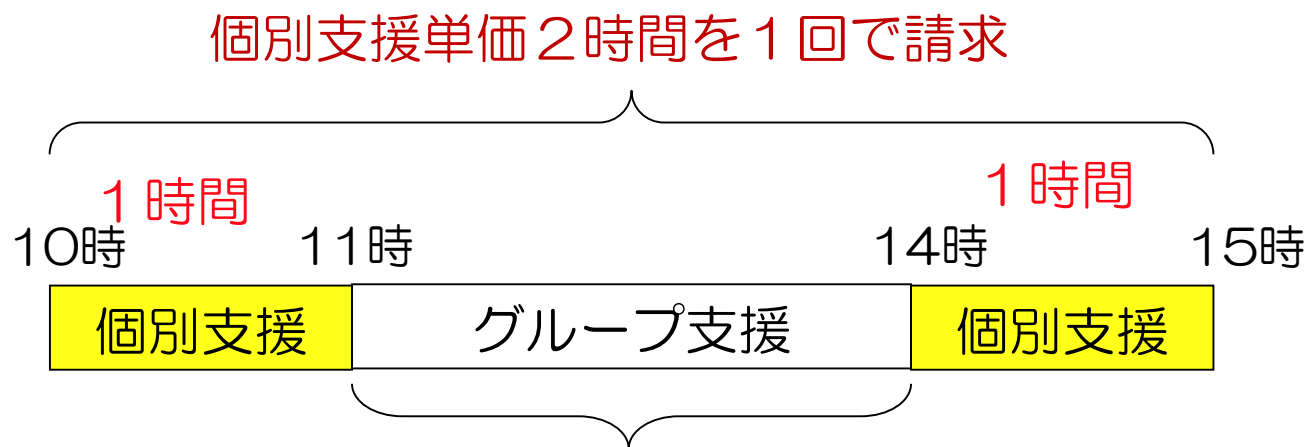 個別支援単価２時間を１回で請求
１時間
１時間
10時
11時
14時
15時
個別支援
グループ支援
個別支援